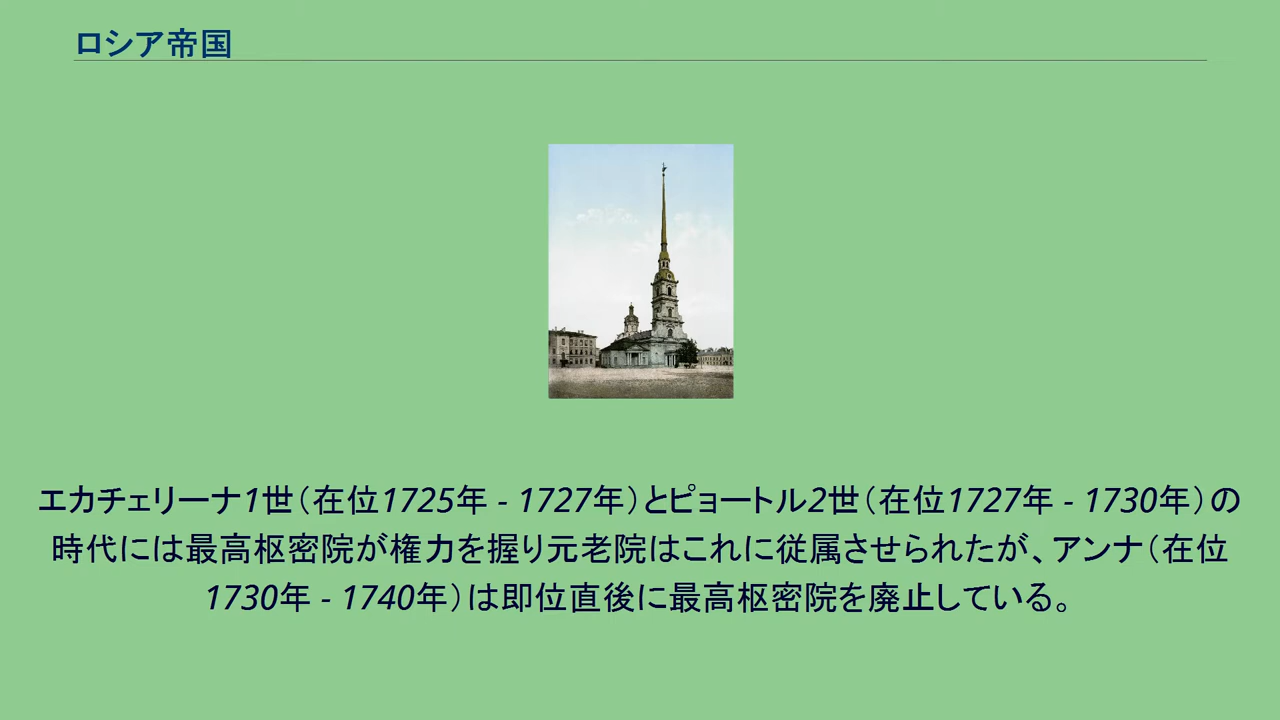 ロシア帝国
エカチェリーナ1世（在位1725年 - 1727年）とピョートル2世（在位1727年 - 1730年）の
時代には最高枢密院が権力を握り元老院はこれに従属させられたが、アンナ（在位
1730年 - 1740年）は即位直後に最高枢密院を廃止している。